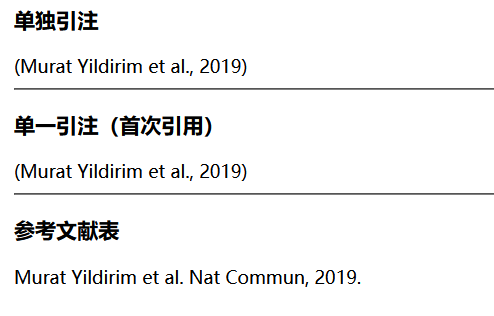 单独引注
(Murat Yildirim et al., 2019)
单一引注（首次引用）
(Murat Yildirim et al., 2019)
参考文献表
Murat Yildirim et al. Nat Commun, 2019.